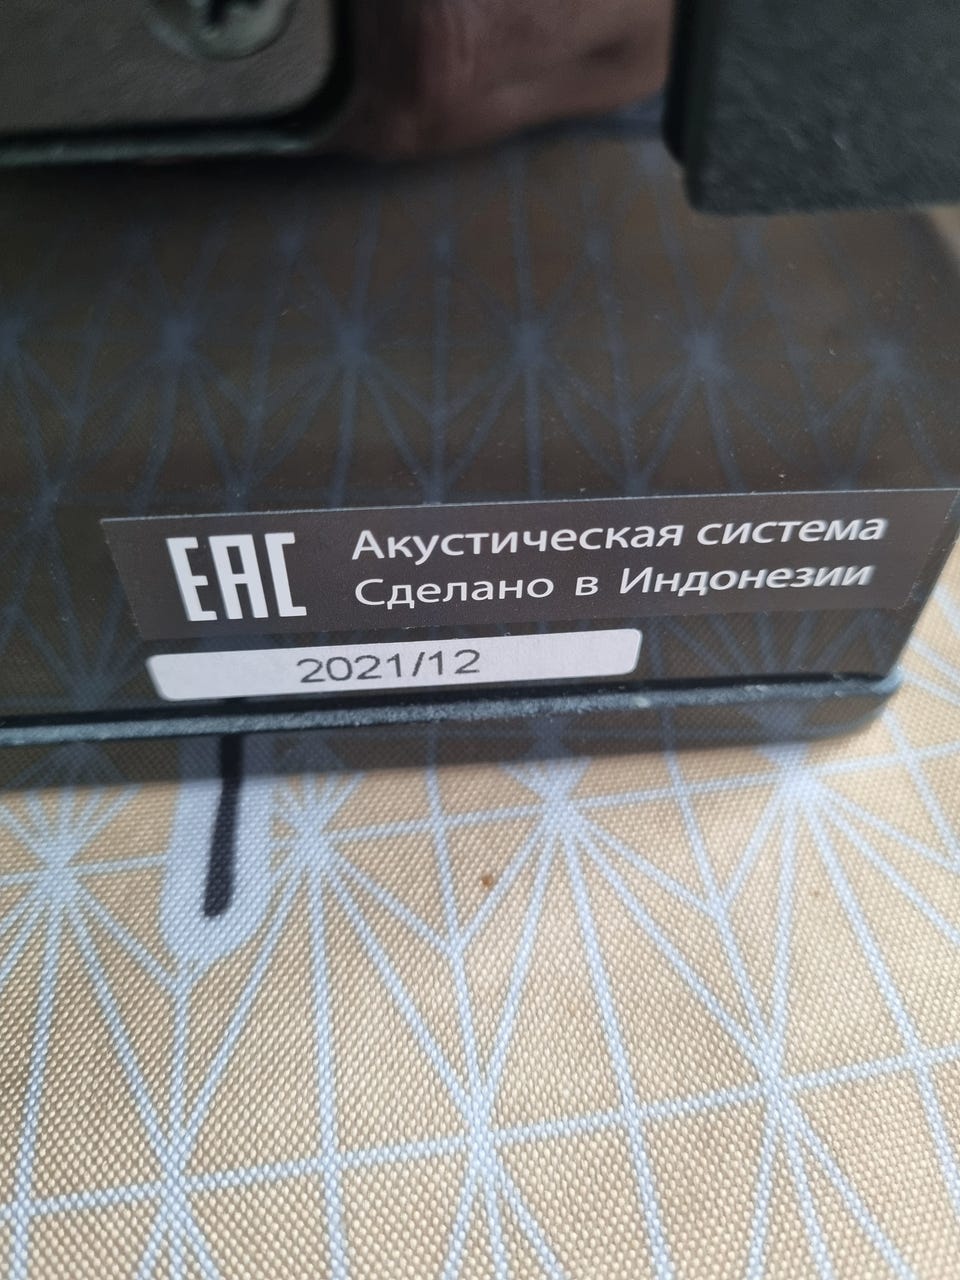 EAC
Акустическая система
Сделано в Индонезии
2021/12